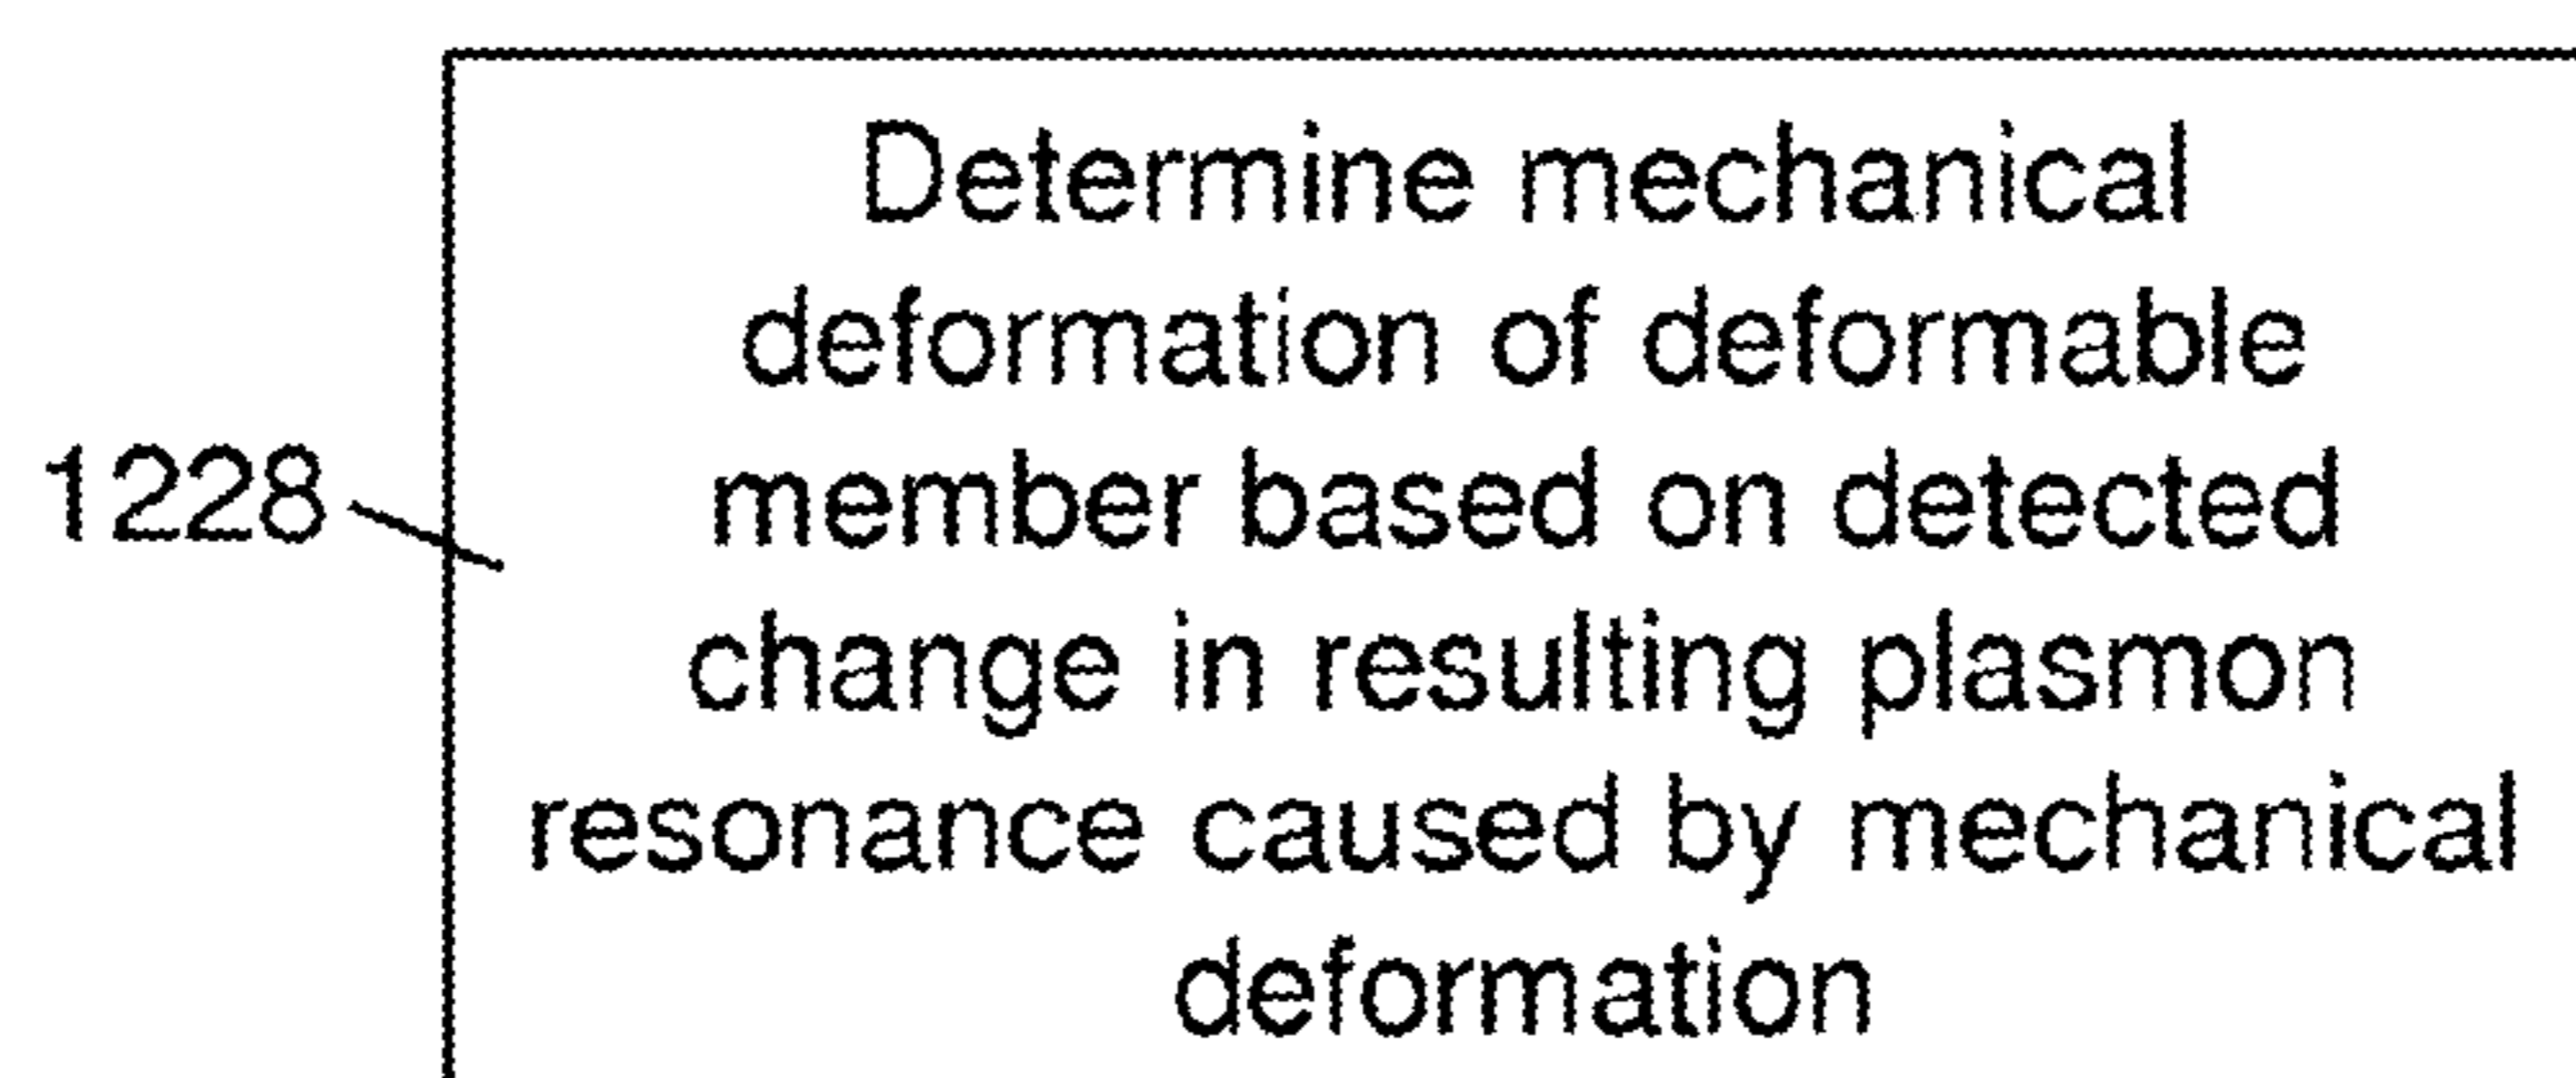 Determine mechanical
deformation of deformable
1228
member based on detected
change in resulting plasmon
resonance caused by mechanical
deformation